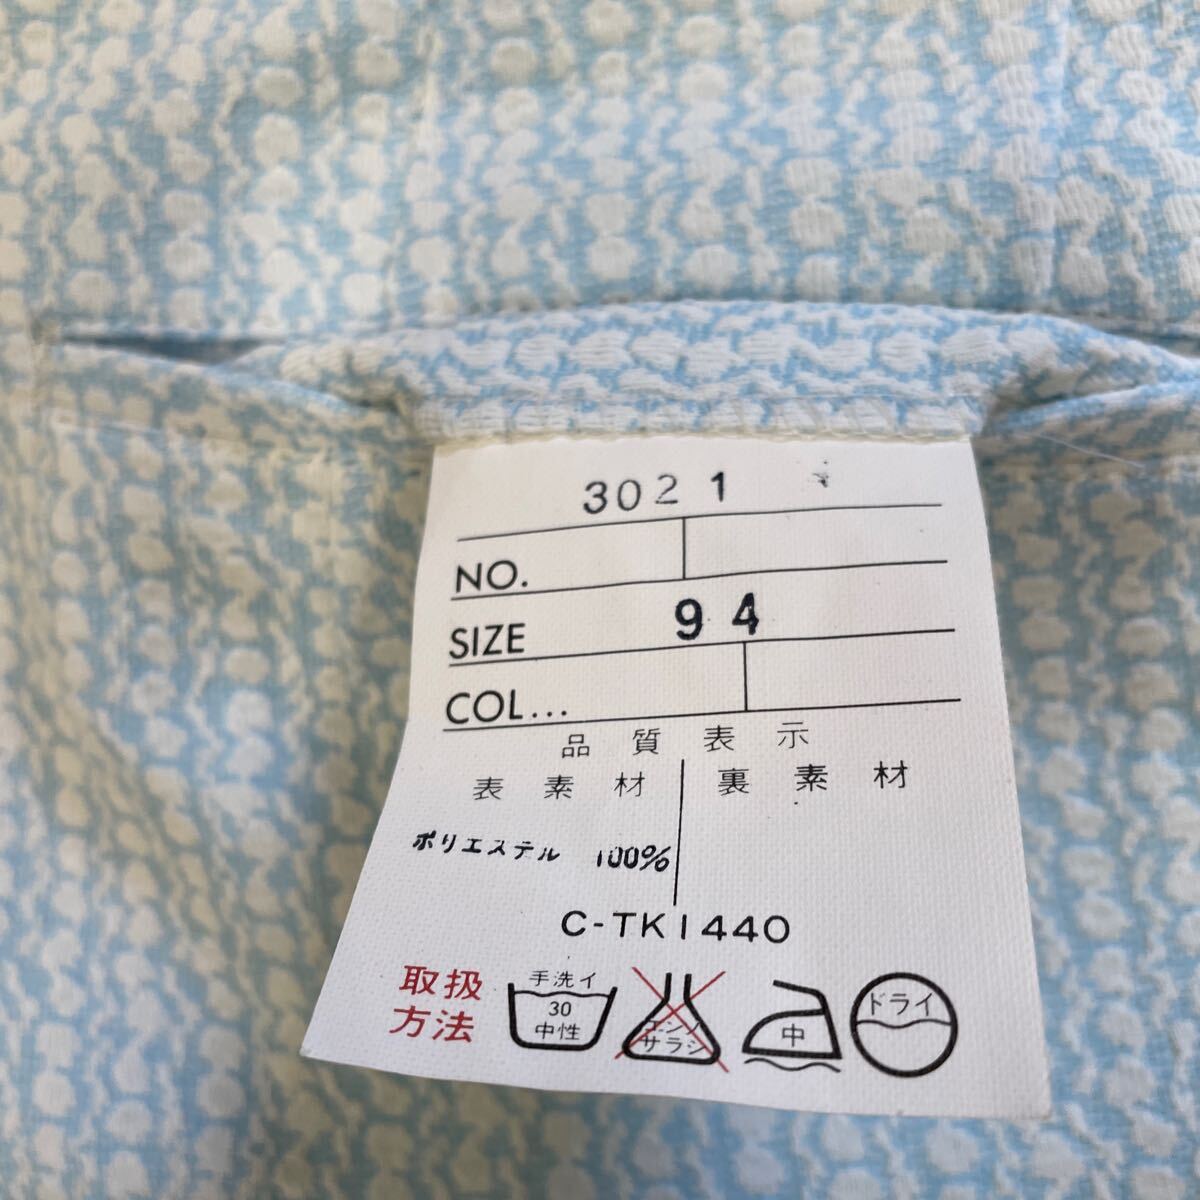 3021
NO.
SIZE 94
COL...
品質表示
表素材 裏素材
ポリエステル 100%
C-TK1440
取扱
方法
手洗イ
30
中性
エンソ
サラシ
中
ドライ